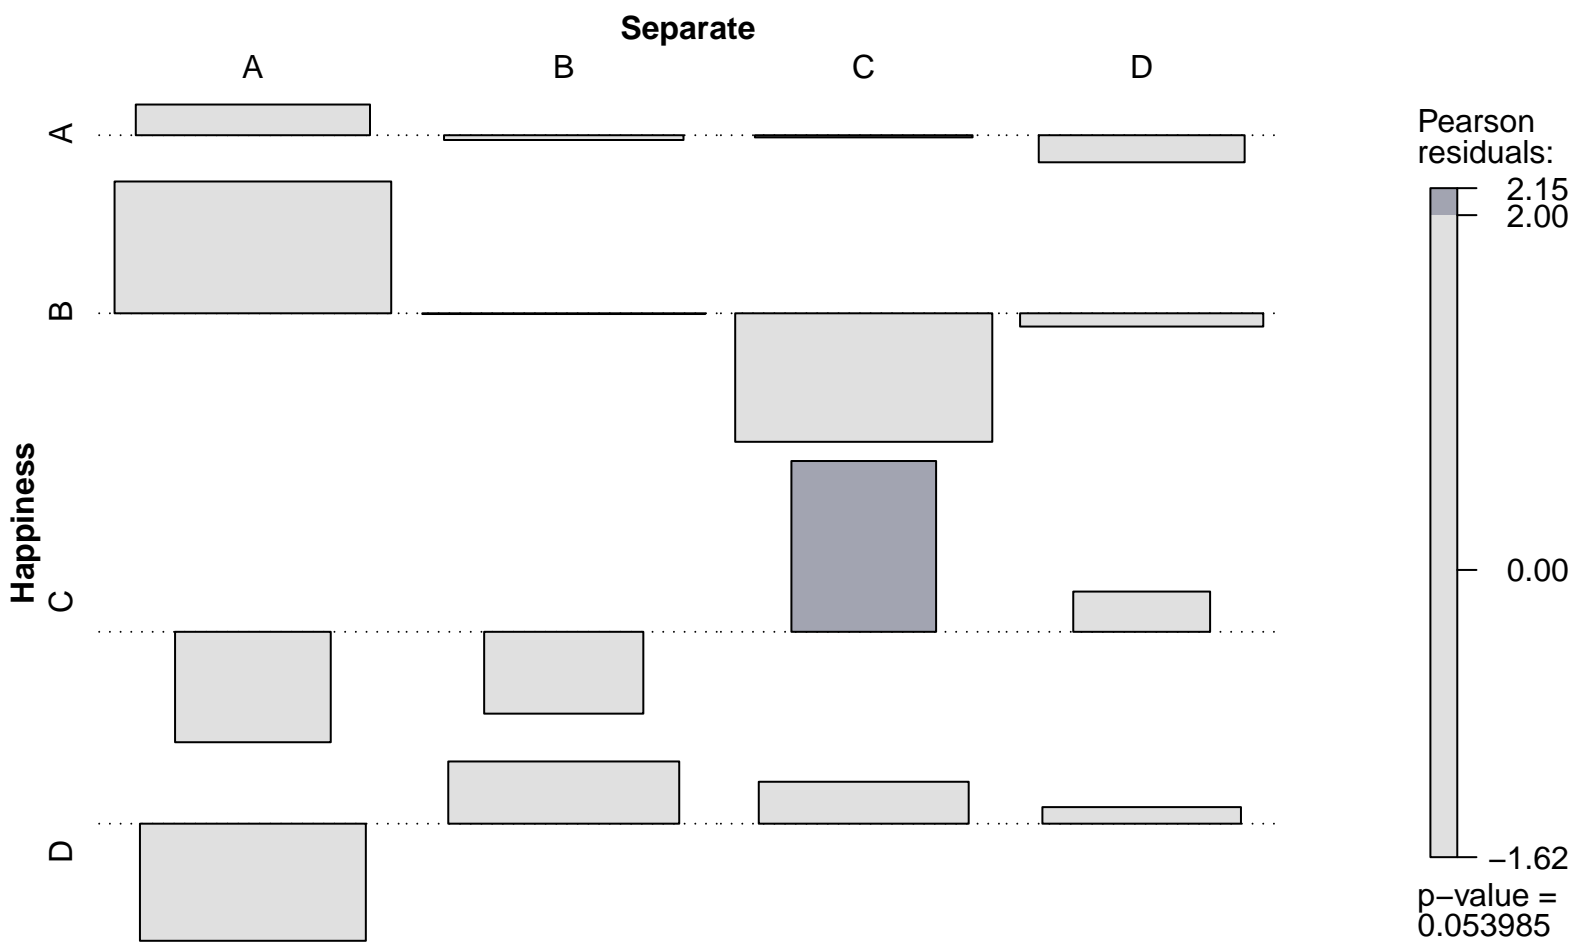 Separate
A B C D
Happiness
A
B
C
D
Pearson
residuals:
2.15
2.00
0.00
−1.62
p−value =
0.053985